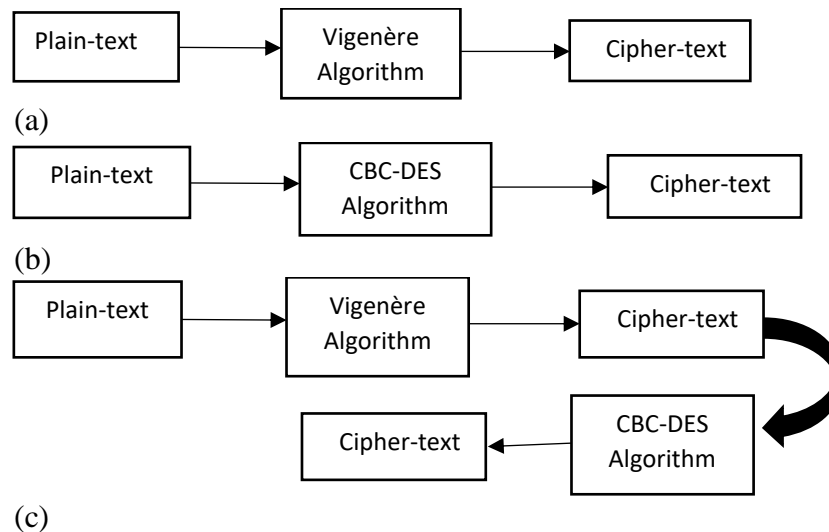 Plain-text
Vigenère
Algorithm
Cipher-text
(a)
Plain-text
CBC-DES
Algorithm
Cipher-text
(b)
Plain-text
Vigenère
Algorithm
Cipher-text
Cipher-text
CBC-DES
Algorithm
(c)